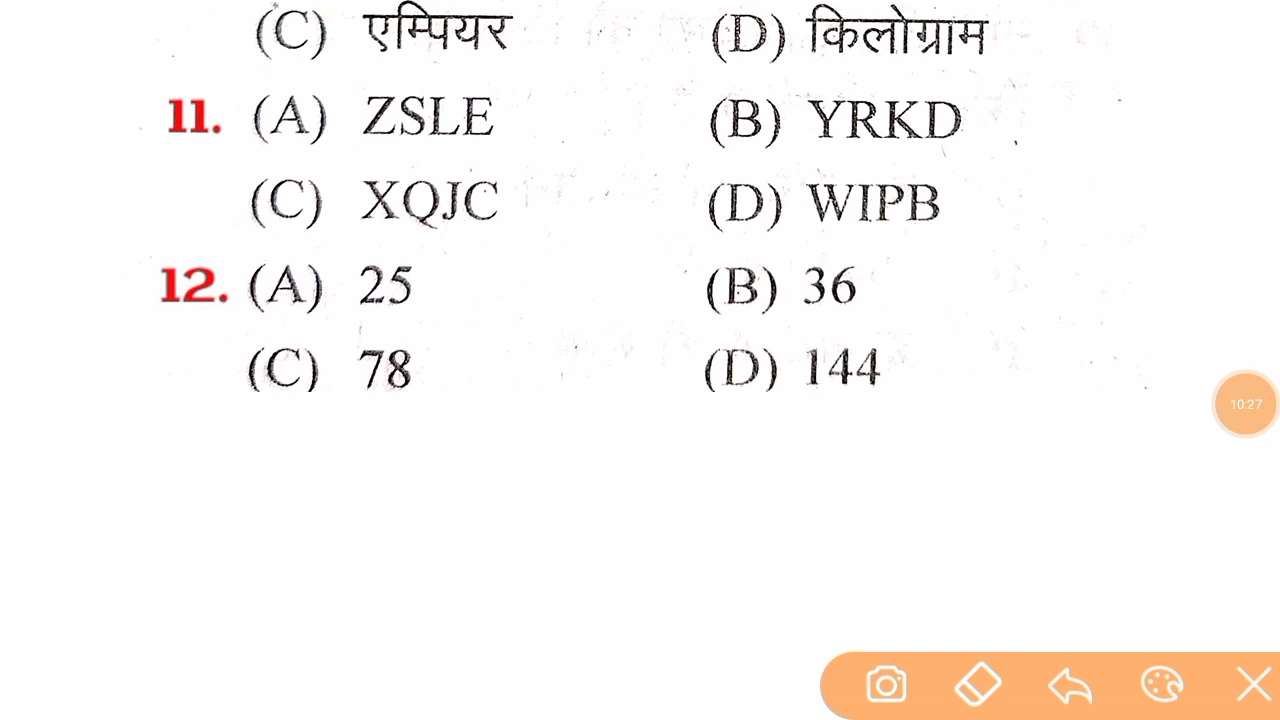 (C) एम्पियर (D) किलोग्राम
11. (A) ZSLE (B) YRKD
(C) XQJC (D) WIPB
12. (A) 25 (B) 36
(C) 78 (D) 144
10:27